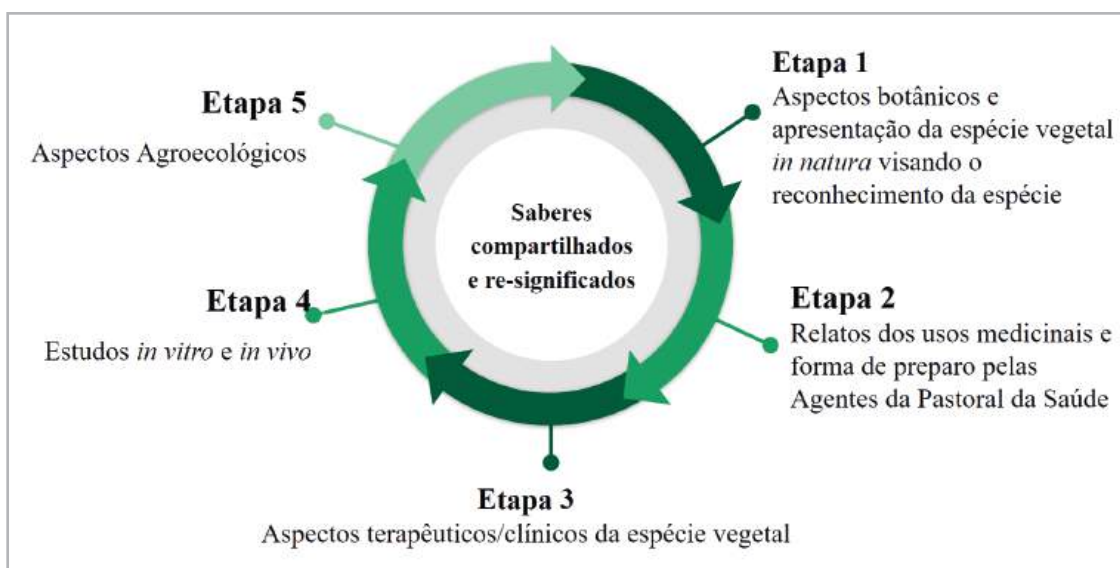 Etapa 1
Aspectos botânicos e
apresentação da espécie vegetal
in natura visando o
reconhecimento da espécie
Etapa 2
Relatos dos usos medicinais e
forma de preparo pelas
Agentes da Pastoral da Saúde
Etapa 3
Aspectos terapêuticos/clínicos da espécie vegetal
Etapa 4
Estudos in vitro e in vivo
Etapa 5
Aspectos Agroecológicos
Saberes
compartilhados
e re-significados